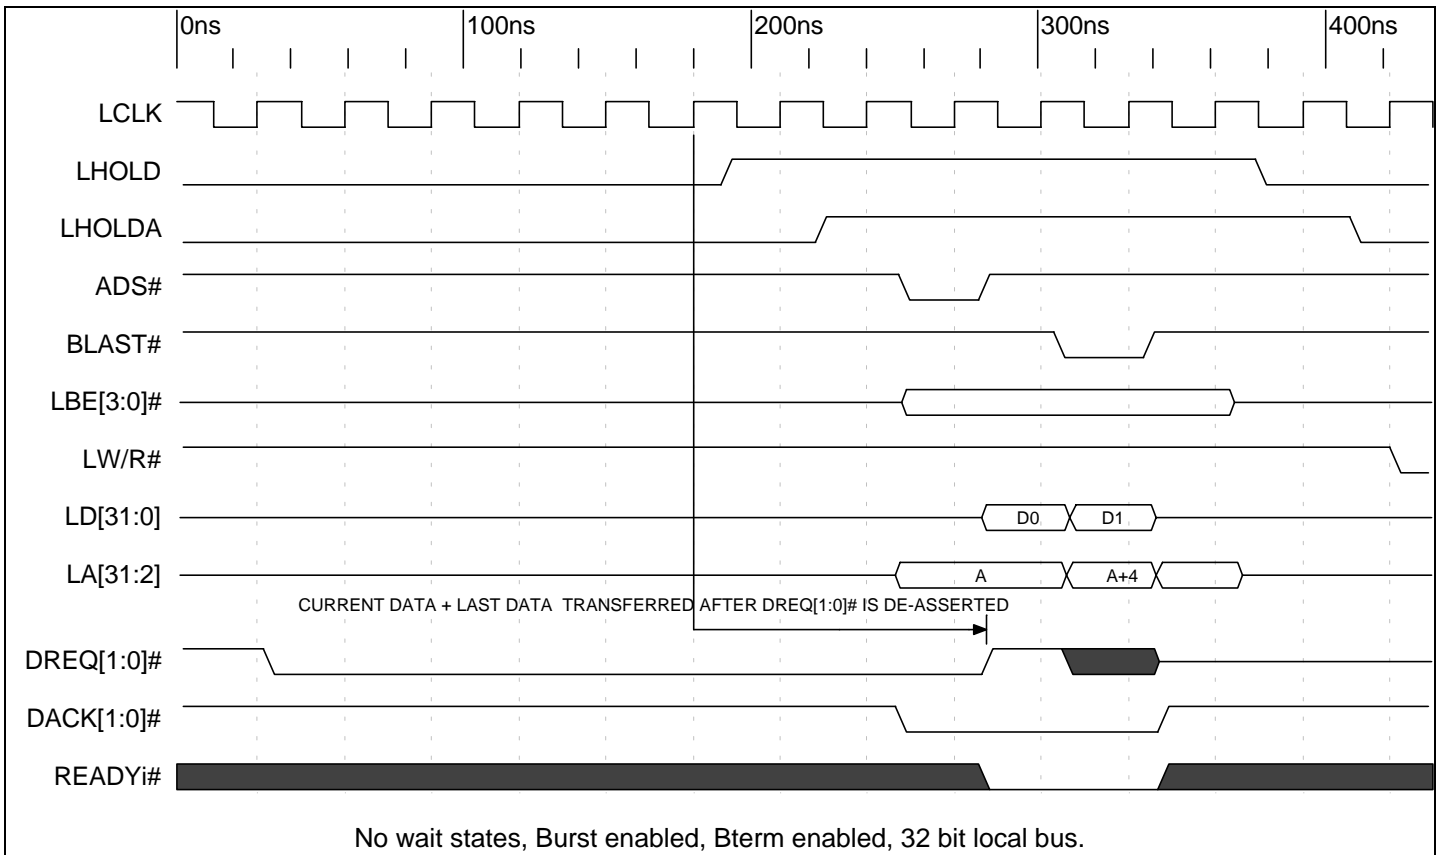 0ns 100ns 200ns 300ns 400ns
LCLK
LHOLD
LHOLDA
ADS#
BLAST#
LBE[3:0]#
LW/R#
LD[31:0] D0 D1
LA[31:2] A A+4
CURRENT DATA + LAST DATA TRANSFERRED AFTER DREQ[1:0]# IS DE-ASSERTED
DREQ[1:0]#
DACK[1:0]#
READYi#
No wait states, Burst enabled, Bterm enabled, 32 bit local bus.